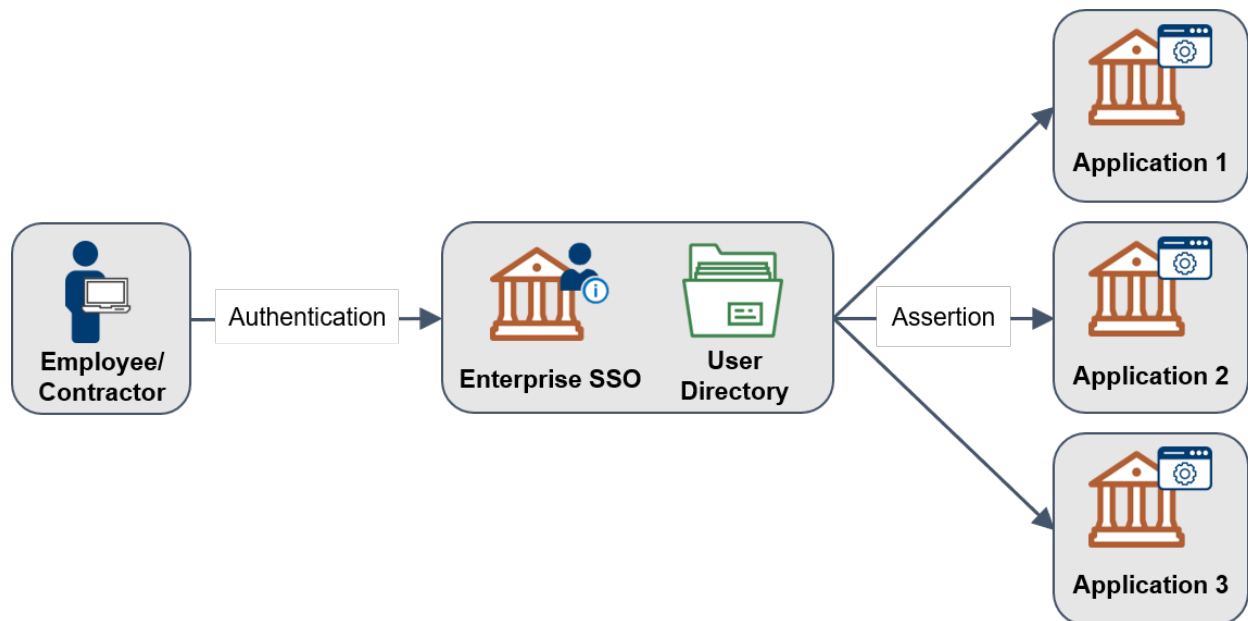 Application 1
Employee/
Contractor
Authentication
Enterprise SSO
User
Directory
Assertion
Application 2
Application 3